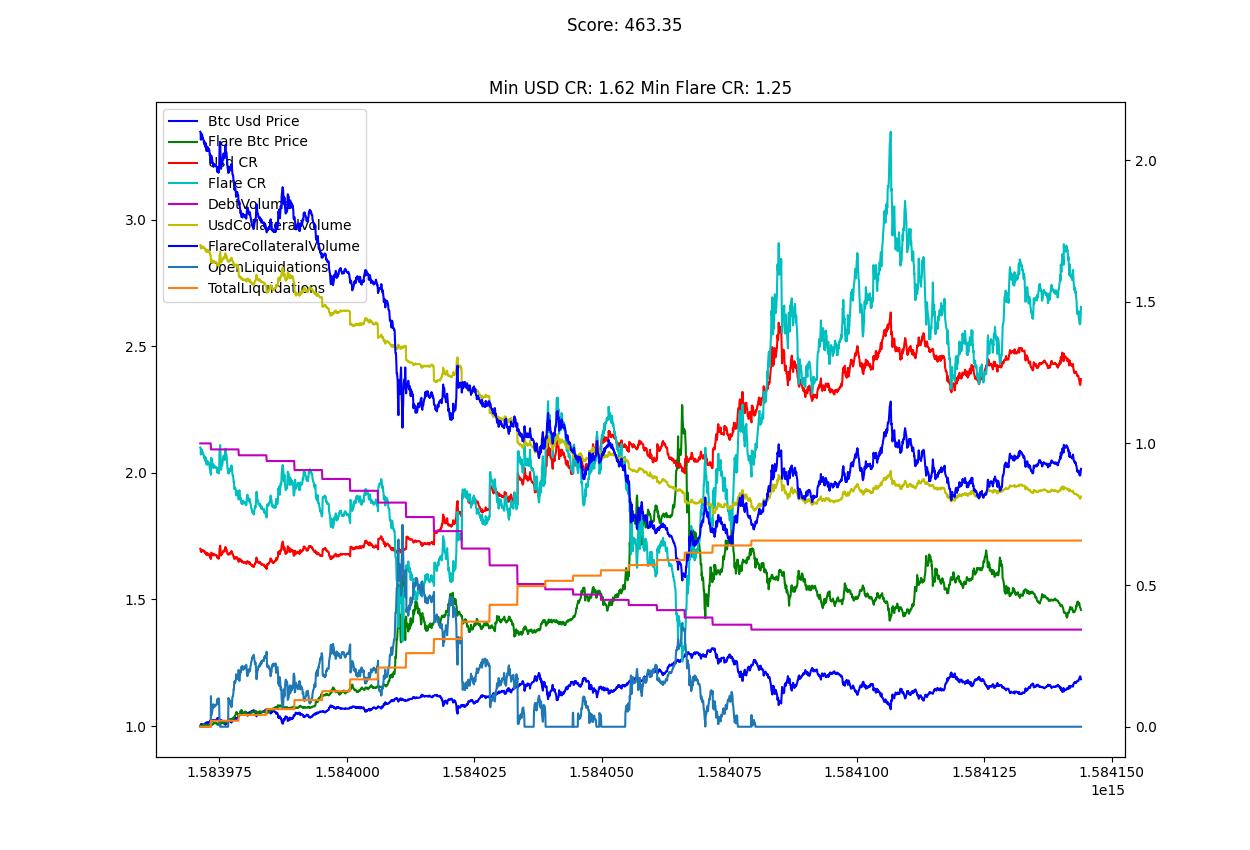 Score: 463.35
Min USD CR: 1.62 Min Flare CR: 1.25
Btc Usd Price
Flare Btc Price
Usd CR
Flare CR
DebtVolume
UsdCollateralVolume
FlareCollateralVolume
OpenLiquidations
TotalLiquidations
3.0
2.5
2.0
1.5
1.0
2.0
1.5
1.0
0.5
0.0
1.583975 1.584000 1.584025 1.584050 1.584075 1.584100 1.584125 1.584150
1e15